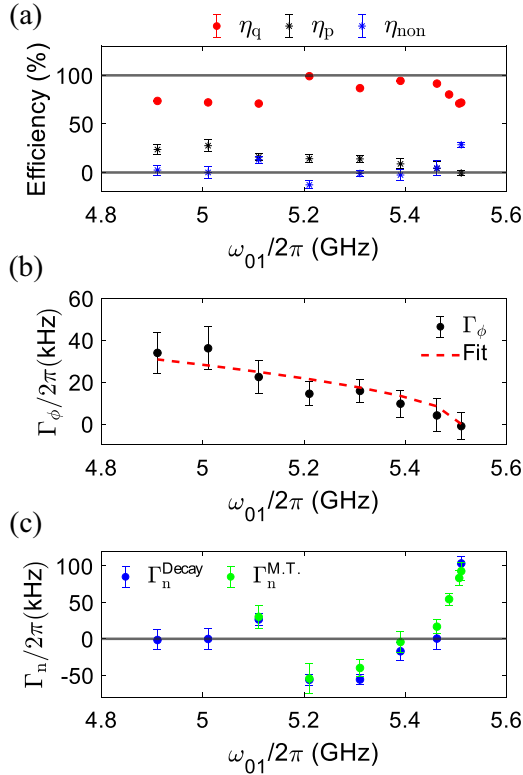 (a)
η_q η_p η_non
Efficiency (%)
100
50
0
4.8 5 5.2 5.4 5.6
ω_01/2π (GHz)
(b)
Γ_ϕ/2π(kHz)
60
40
20
0
Γ_ϕ
Fit
4.8 5 5.2 5.4 5.6
ω_01/2π (GHz)
(c)
Γ_n/2π(kHz)
100
50
0
-50
Γ_n^Decay Γ_n^M.T.
4.8 5 5.2 5.4 5.6
ω_01/2π (GHz)